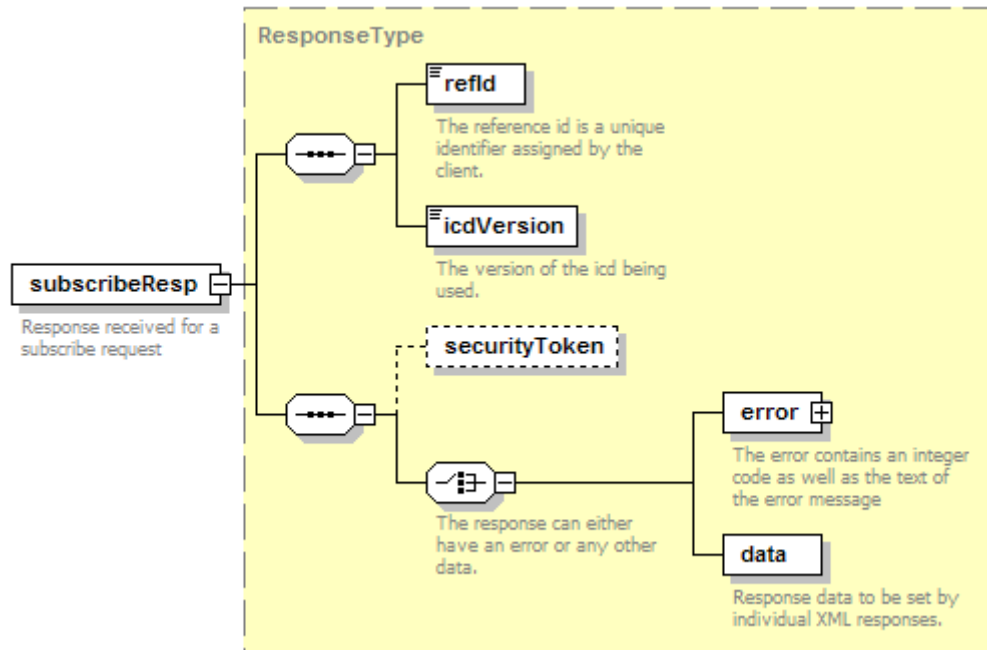 ResponseType
refId
The reference id is a unique
identifier assigned by the
client.
icdVersion
The version of the icd being
used.
subscribeResp
Response received for a
subscribe request
securityToken
error
The error contains an integer
code as well as the text of
the error message
The response can either
have an error or any other
data.
data
Response data to be set by
individual XML responses.